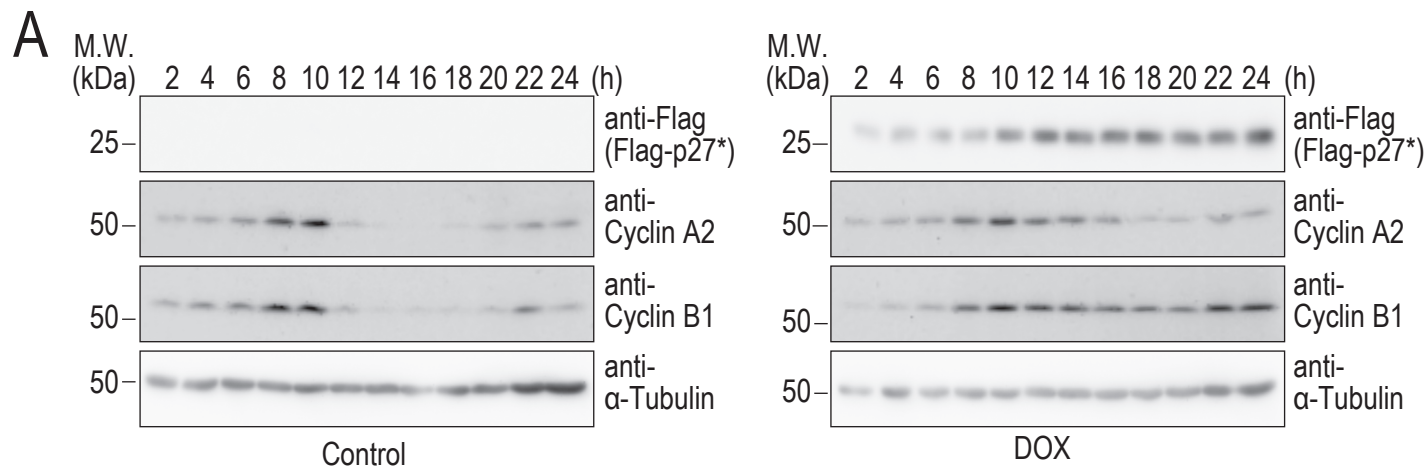 A
M.W.
(kDa) 2 4 6 8 10 12 14 16 18 20 22 24 (h)
25
anti-Flag
(Flag-p27*)
50
anti-
Cyclin A2
50
anti-
Cyclin B1
50
anti-
α-Tubulin
Control
M.W.
(kDa) 2 4 6 8 10 12 14 16 18 20 22 24 (h)
25
anti-Flag
(Flag-p27*)
50
anti-
Cyclin A2
50
anti-
Cyclin B1
50
anti-
α-Tubulin
DOX